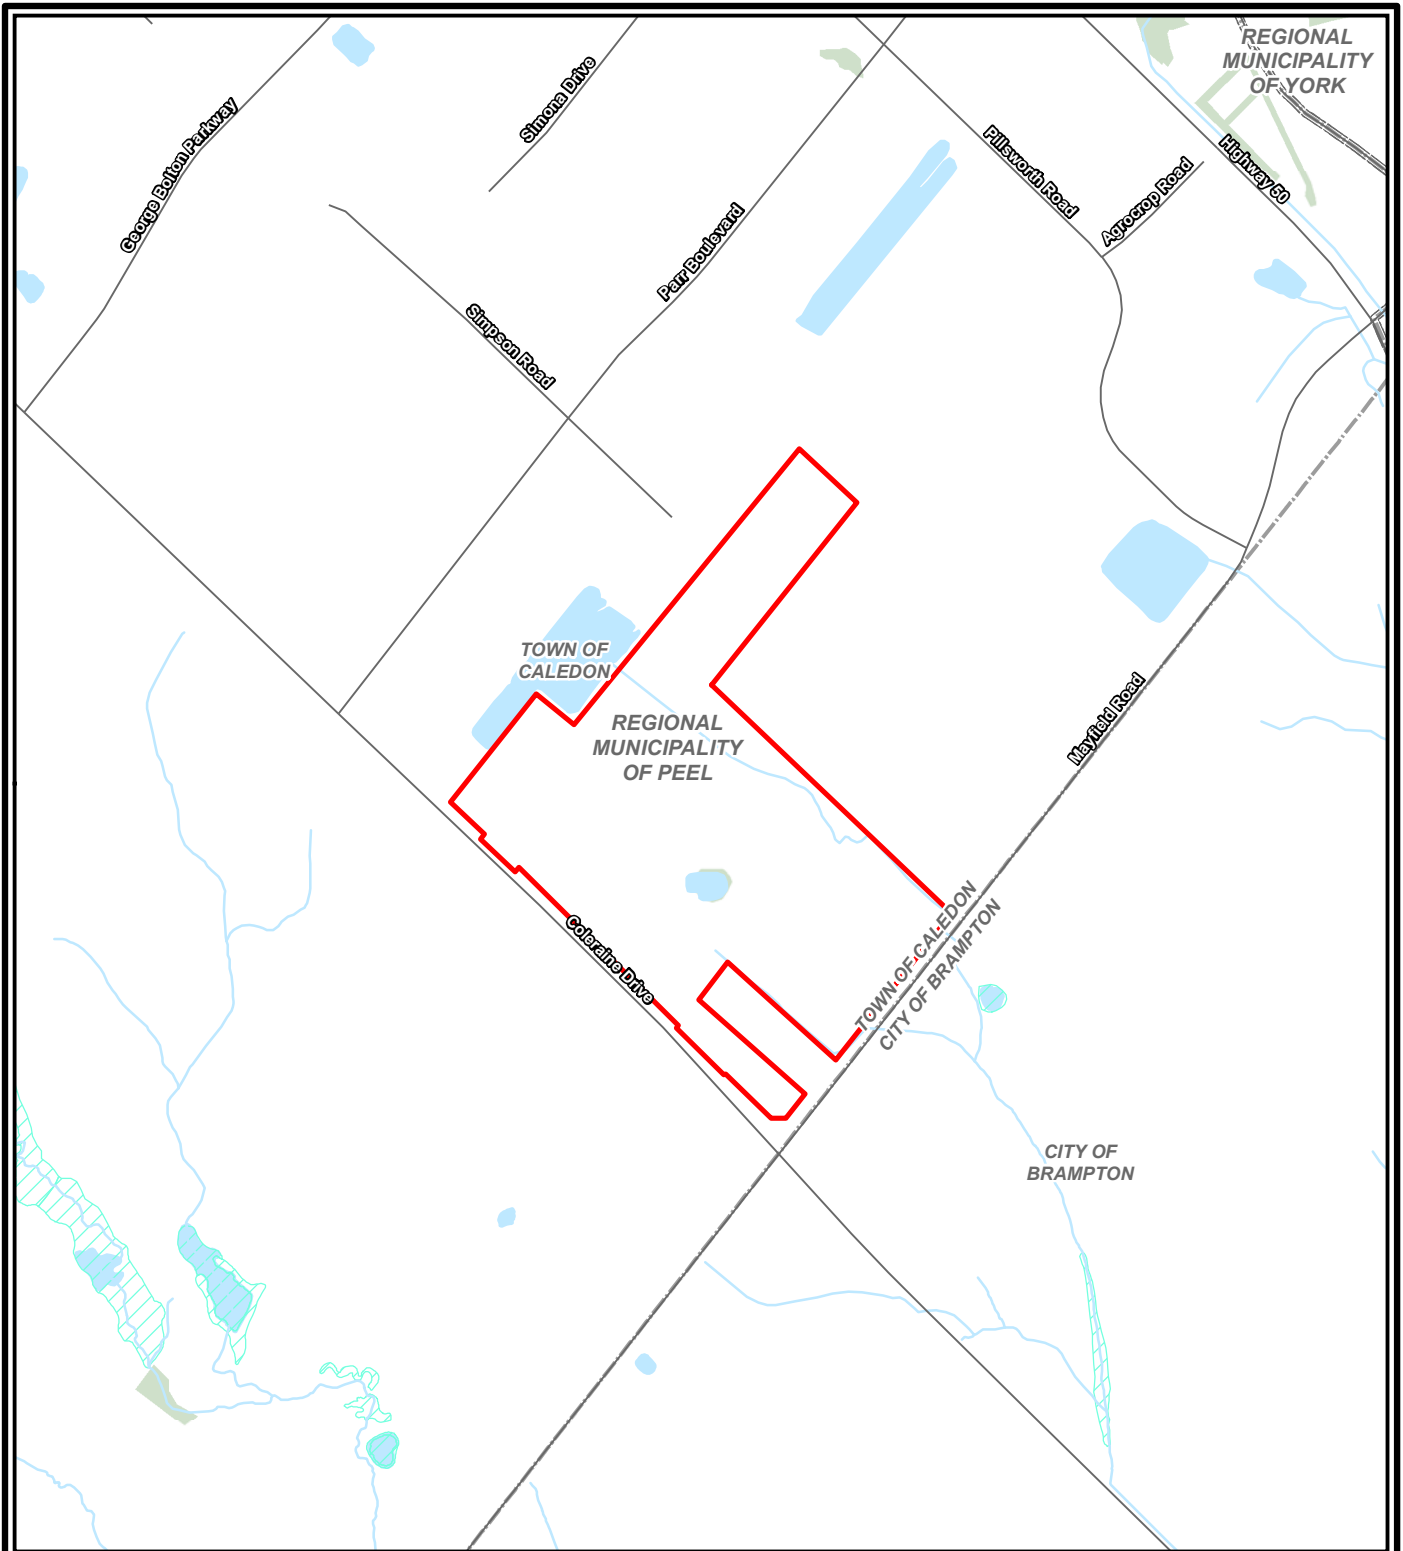 REGIONAL
MUNICIPALITY
OF YORK
George Bolton Parkway
Simona Drive
Pillsworth Road
Highway 50
Agrocrop Road
Parr Boulevard
Simpson Road
TOWN OF
CALEDON
REGIONAL
MUNICIPALITY
OF PEEL
Mayfield Road
Coleraine Drive
TOWN OF CALEDON
CITY OF BRAMPTON
CITY OF
BRAMPTON